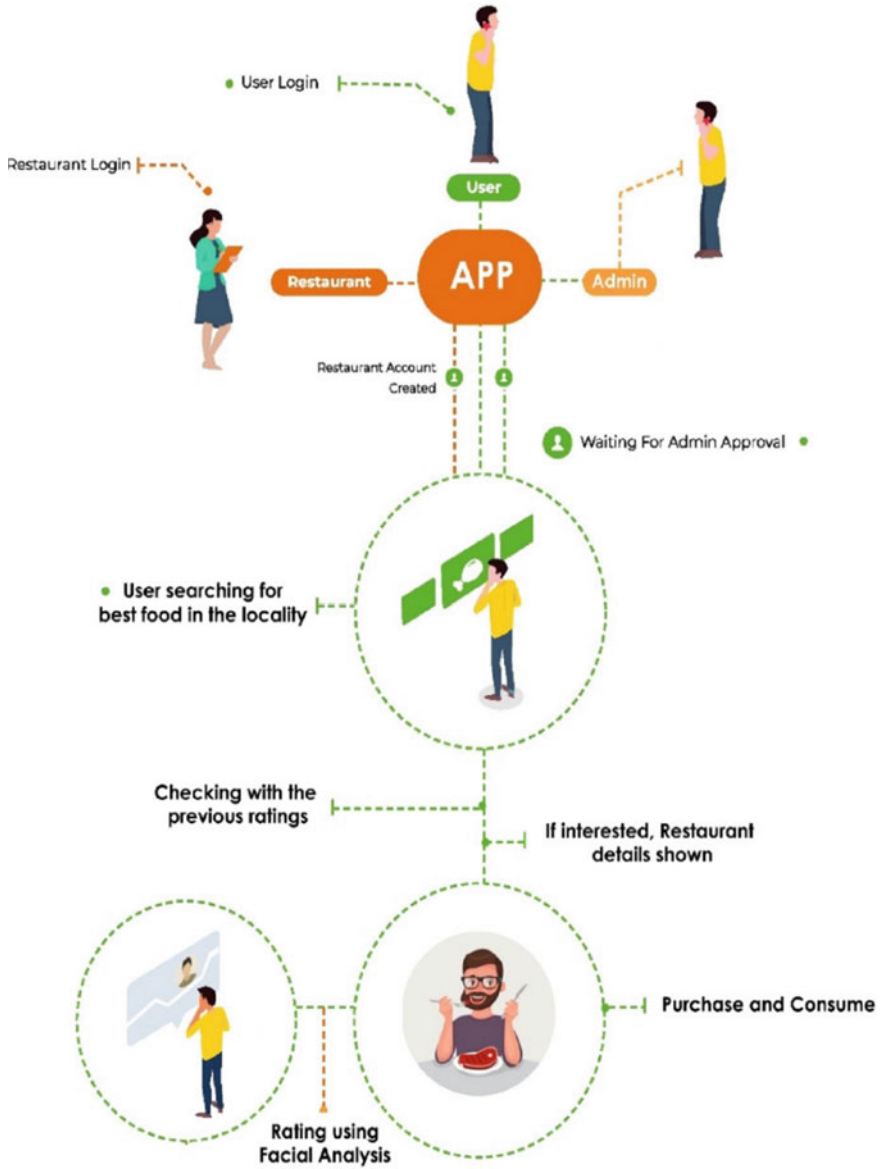 User Login
Restaurant Login
User
APP
Restaurant
Admin
Restaurant Account
Created
Waiting For Admin Approval
User searching for
best food in the locality
Checking with the
previous ratings
If interested, Restaurant
details shown
Purchase and Consume
Rating using
Facial Analysis